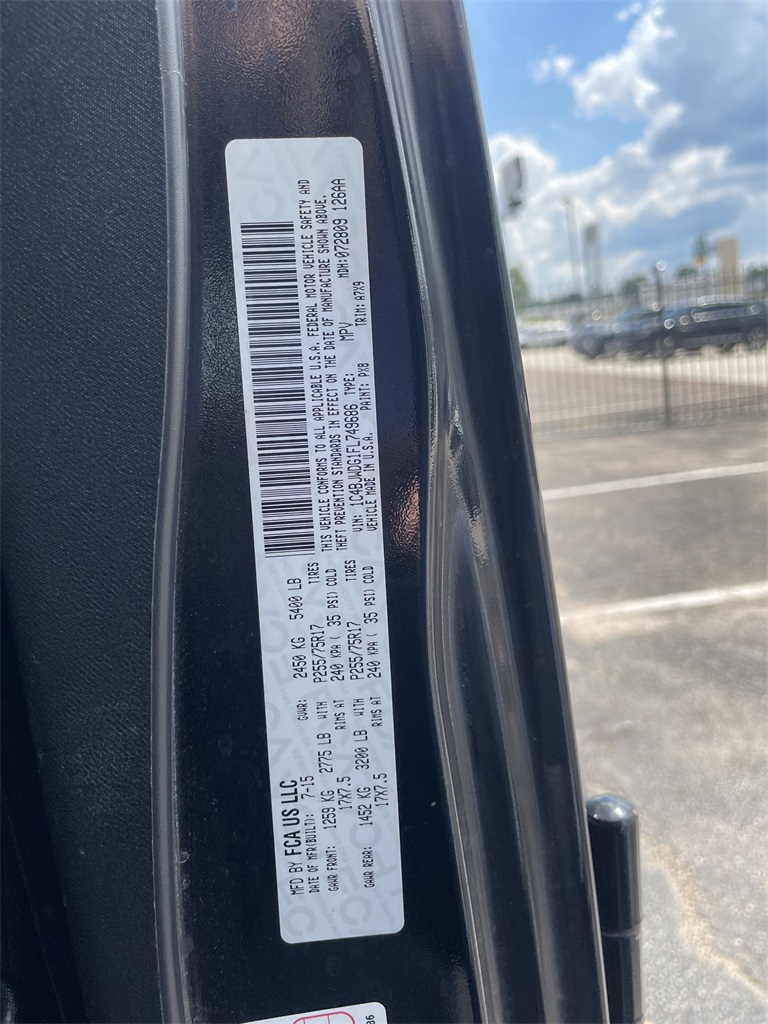 MFD BY FCA US LLC
DATE OF MFR(BUILT): 7-15 GVWR: 2450 KG 5400 LB
GAWR FRONT: 1259 KG 2775 LB WITH P255/75R17 TIRES
17X7.5 RIMS AT 240 KPA ( 35 PSI) COLD
GAWR REAR: 1452 KG 3200 LB WITH P255/75R17 TIRES
17X7.5 RIMS AT 240 KPA ( 35 PSI) COLD
THIS VEHICLE CONFORMS TO ALL APPLICABLE U.S.A. FEDERAL MOTOR VEHICLE SAFETY AND
THEFT PREVENTION STANDARDS IN EFFECT ON THE DATE OF MANUFACTURE SHOWN ABOVE.
VIN: 1C4BJWDG1FL749686 TYPE: MPV MDH:072809 126AA
VEHICLE MADE IN U.S.A. PAINT: PX8 TRIM: A7X9